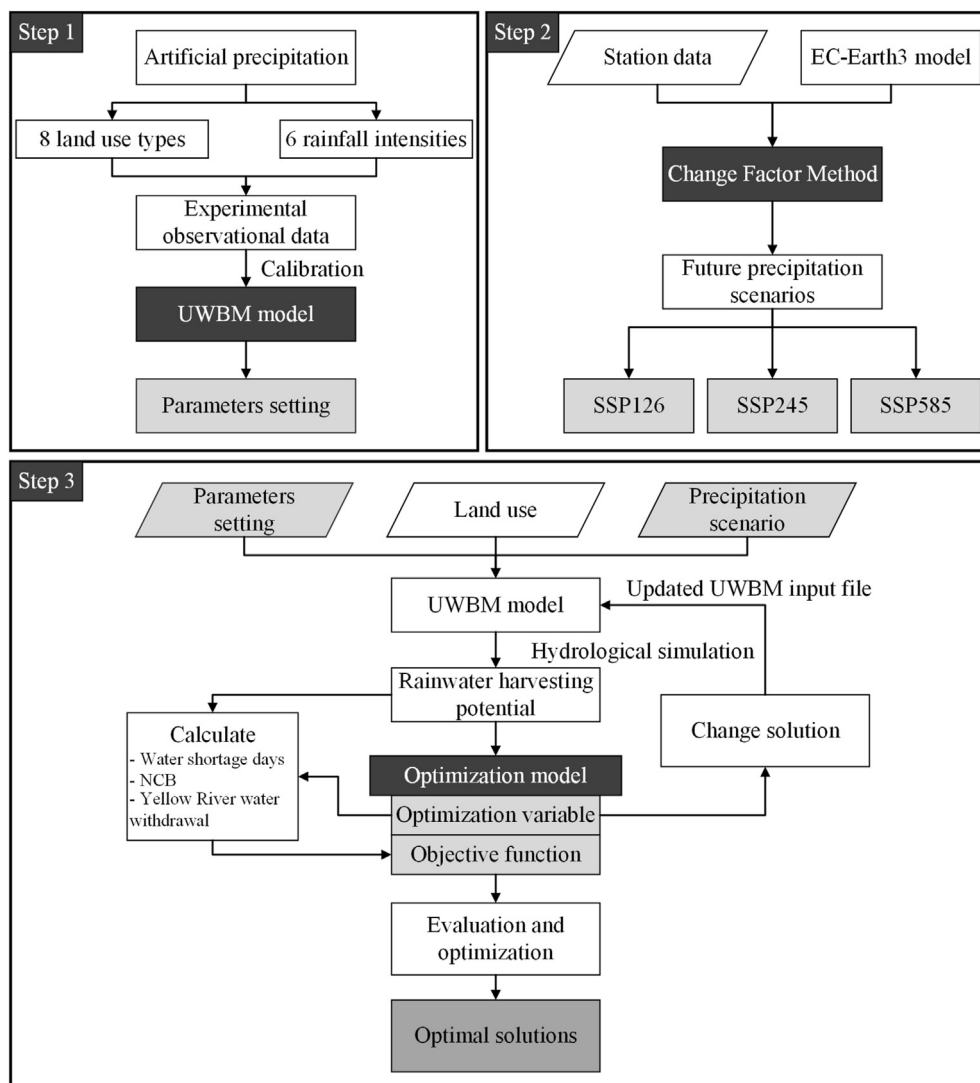 Step 1
Artificial precipitation
8 land use types
6 rainfall intensities
Experimental
observational data
Calibration
UWBM model
Parameters setting
Step 2
Station data
EC-Earth3 model
Change Factor Method
Future precipitation
scenarios
SSP126
SSP245
SSP585
Step 3
Parameters
setting
Land use
Precipitation
scenario
UWBM model
Updated UWBM input file
Hydrological simulation
Rainwater harvesting
potential
Calculate
- Water shortage days
- NCB
- Yellow River water
withdrawal
Change solution
Optimization model
Optimization variable
Objective function
Evaluation and
optimization
Optimal solutions